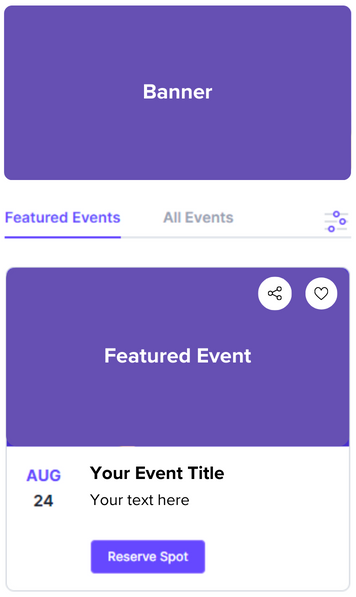 Banner
Featured Events All Events
Featured Event
AUG
24
Your Event Title
Your text here
Reserve Spot